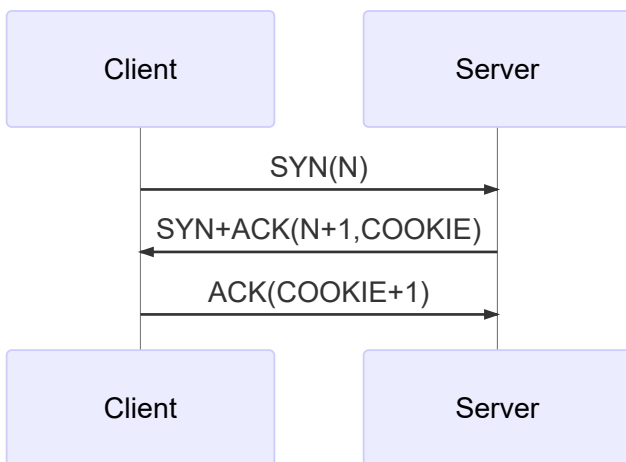 Client
Server
SYN(N)
SYN+ACK(N+1,COOKIE)
ACK(COOKIE+1)
Client
Server